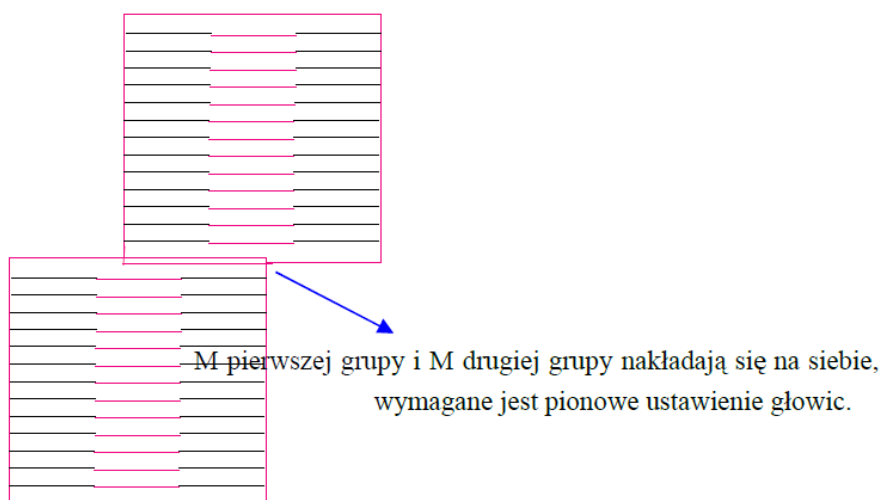 M pierwszej grupy i M drugiej grupy nakładają się na siebie,
wymagane jest pionowe ustawienie głowic.